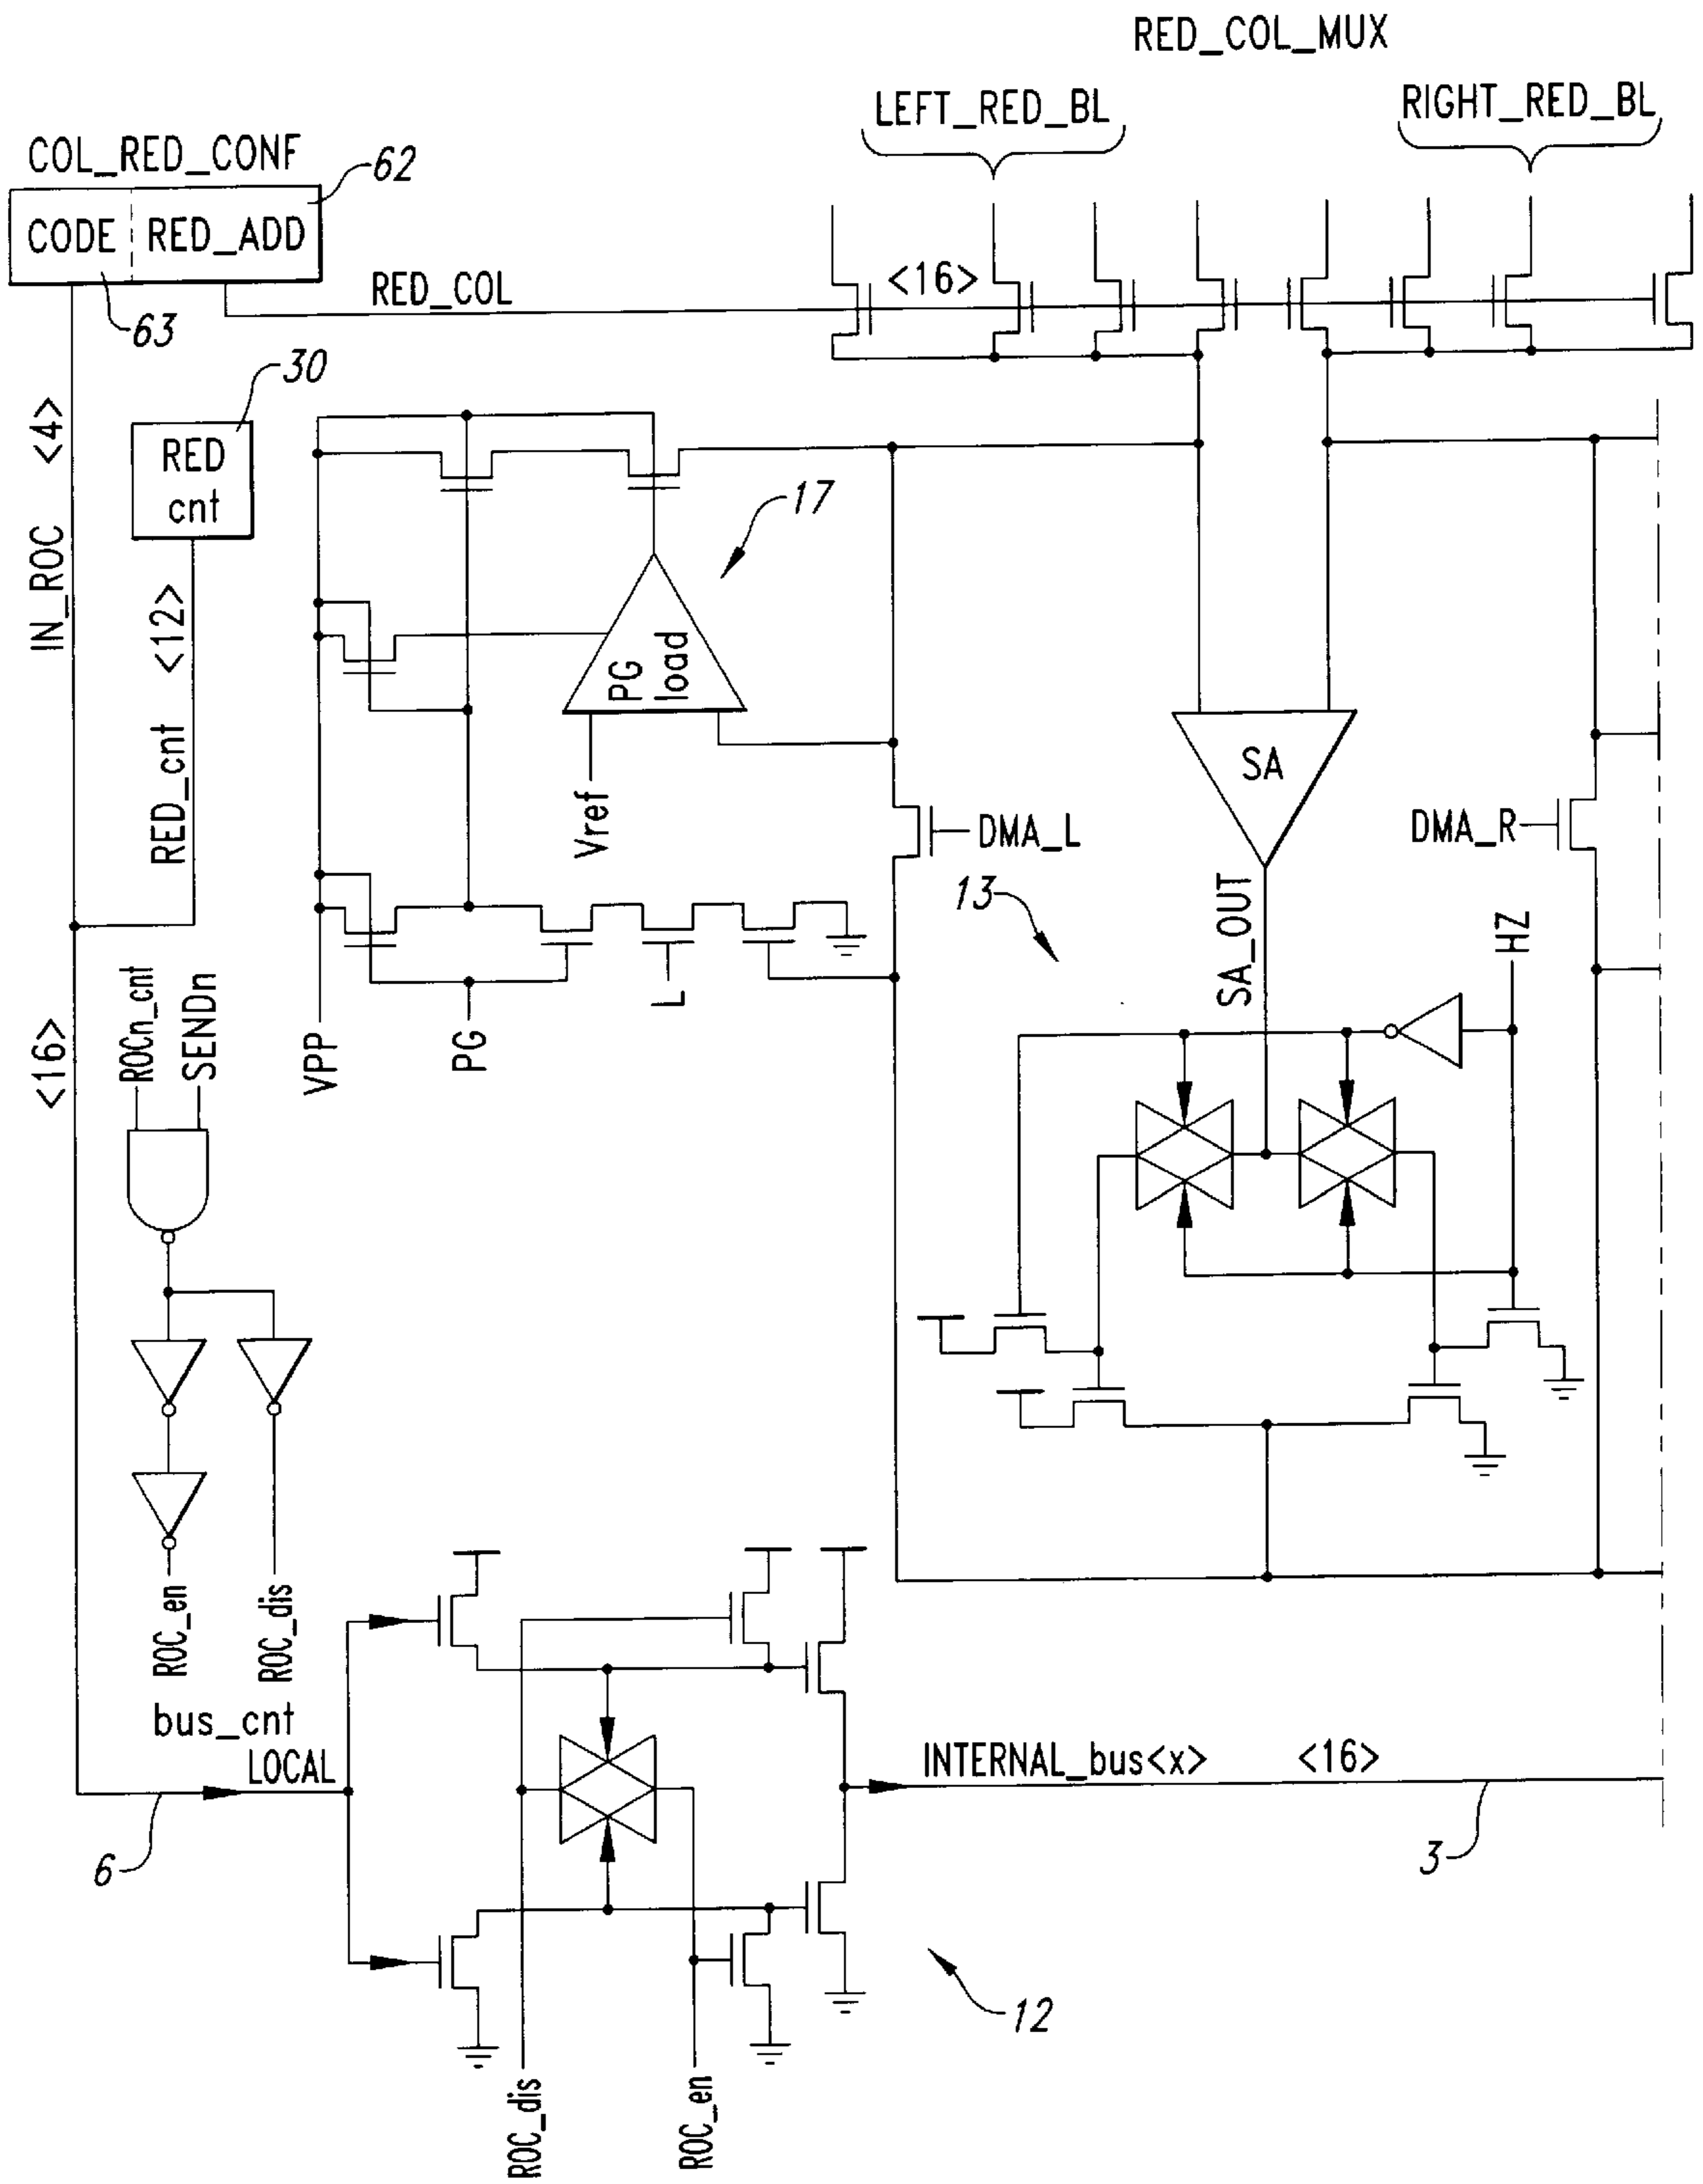 RED_COL_MUX
LEFT_RED_BL
RIGHT_RED_BL
COL_RED_CONF
62
CODE RED_ADD
63
RED_COL
<16>
30
RED
cnt
<4>
IN_ROC
<12>
RED_cnt
17
PG
load
Vref
SA
DMA_L
DMA_R
13
SA_OUT
HZ
L
VPP
PG
<16>
ROCn_cnt
SENDn
ROC_en
ROC_dis
bus_cnt
LOCAL
6
INTERNAL_bus<x>
<16>
3
12
ROC_dis
ROC_en